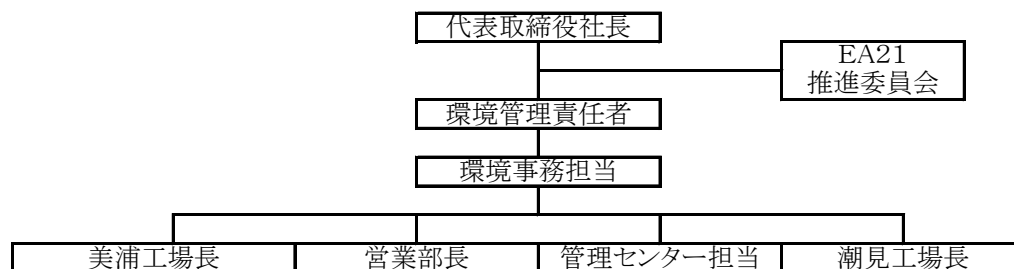 代表取締役社長
EA21
推進委員会
環境管理責任者
環境事務担当
美浦工場長
営業部長
管理センター担当
潮見工場長